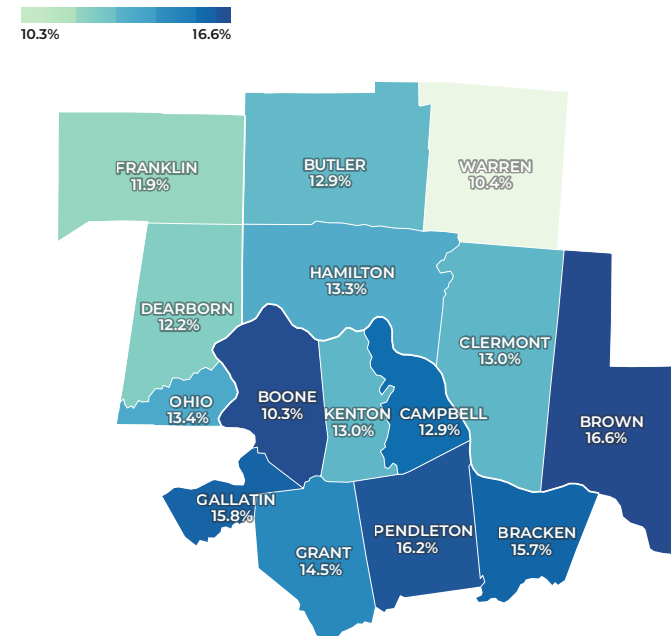 10.3%
16.6%
FRANKLIN
11.9%
BUTLER
12.9%
WARREN
10.4%
HAMILTON
13.3%
DEARBORN
12.2%
CLERMONT
13.0%
OHIO
13.4%
BOONE
10.3%
KENTON
13.0%
CAMPBELL
12.9%
BROWN
16.6%
GALLATIN
15.8%
GRANT
14.5%
PENDLETON
16.2%
BRACKEN
15.7%